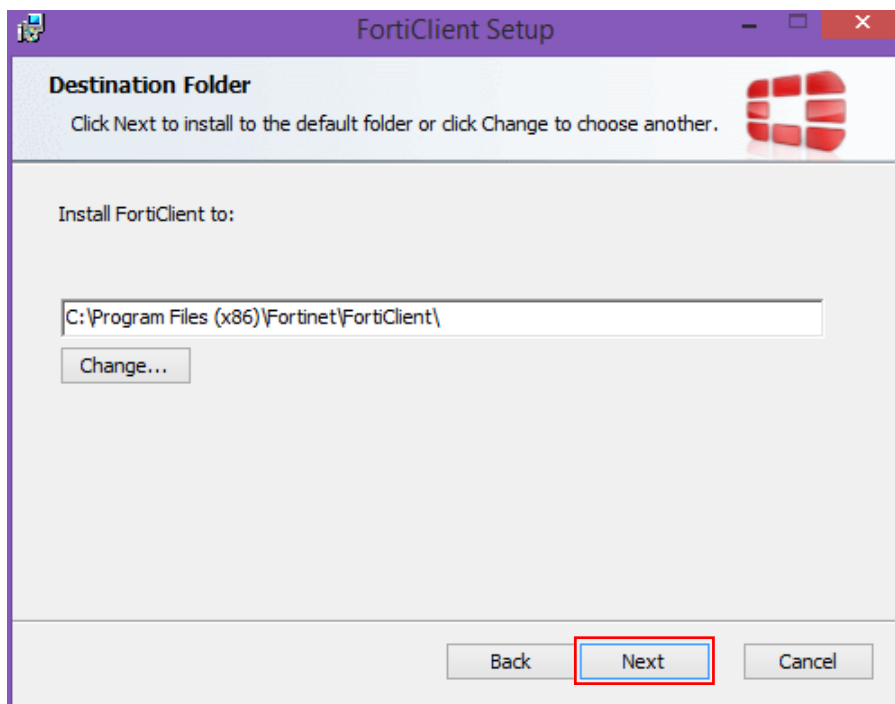 FortiClient Setup
Destination Folder
Click Next to install to the default folder or click Change to choose another.
Install FortiClient to:
C:\Program Files (x86)\Fortinet\FortiClient\
Change...
Back Next Cancel